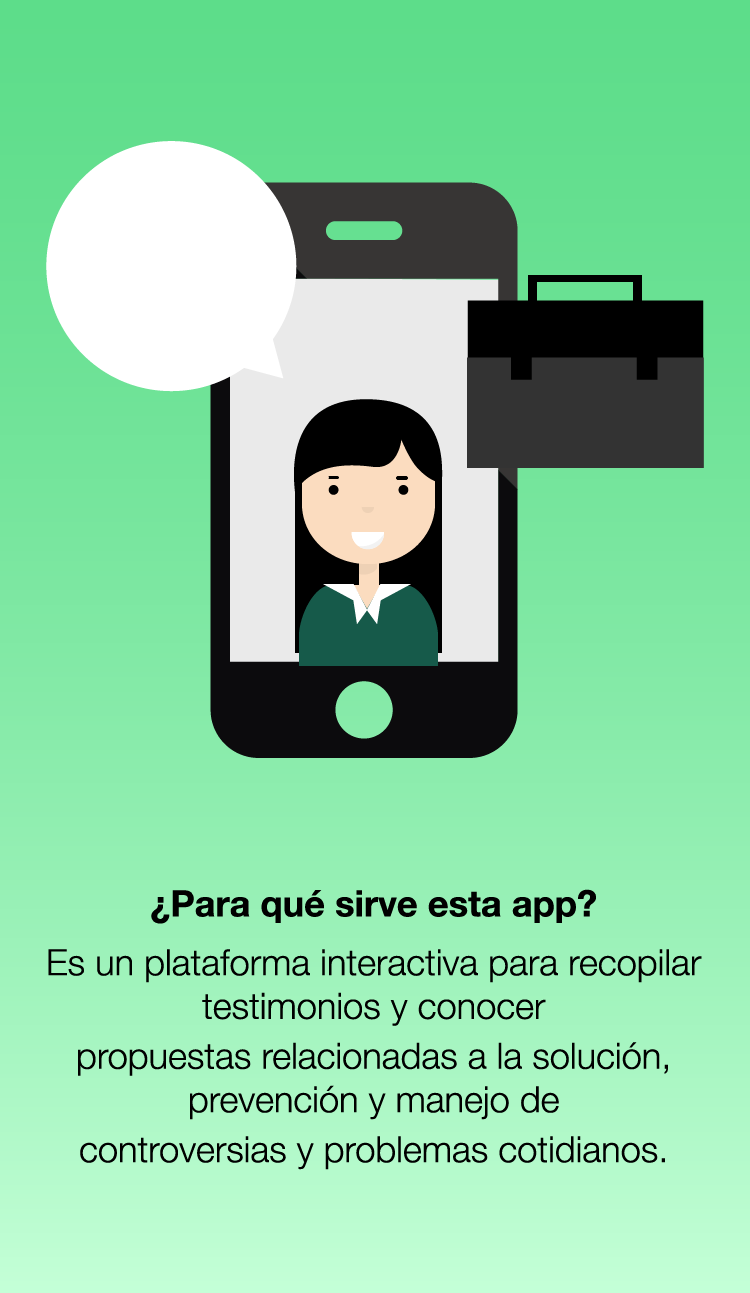 ¿Para qué sirve esta app?
Es un plataforma interactiva para recopilar
testimonios y conocer
propuestas relacionadas a la solución,
prevención y manejo de
controversias y problemas cotidianos.